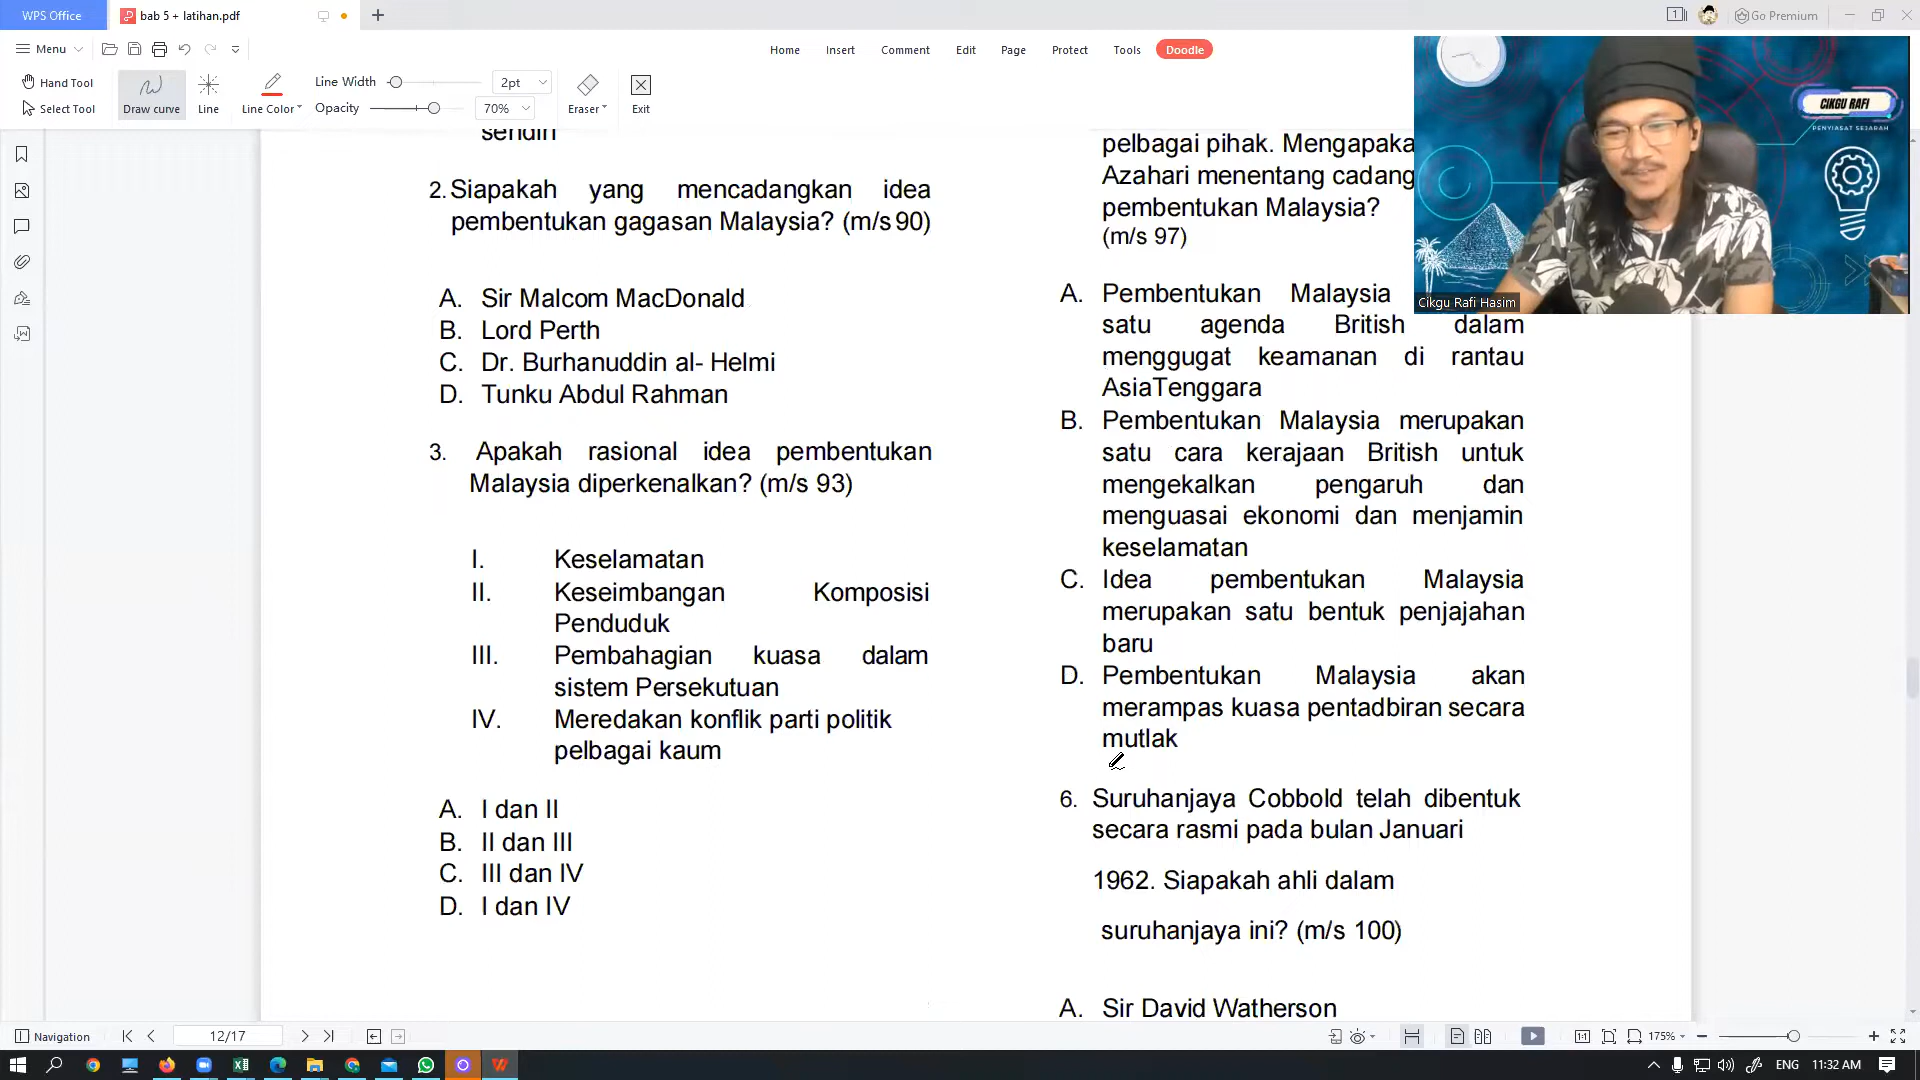 WPS Office
bab 5 + latihan.pdf
1
Go Premium
Menu
Home
Insert
Comment
Edit
Page
Protect
Tools
Doodle
Hand Tool
Select Tool
Draw curve
Line
Line Color
Line Width
2pt
Opacity
70%
Eraser
Exit
sendiri
2. Siapakah yang mencadangkan idea
pembentukan gagasan Malaysia? (m/s 90)
A. Sir Malcom MacDonald
B. Lord Perth
C. Dr. Burhanuddin al- Helmi
D. Tunku Abdul Rahman
3. Apakah rasional idea pembentukan
Malaysia diperkenalkan? (m/s 93)
I. Keselamatan
II. Keseimbangan Komposisi
Penduduk
III. Pembahagian kuasa dalam
sistem Persekutuan
IV. Meredakan konflik parti politik
pelbagai kaum
A. I dan II
B. II dan III
C. III dan IV
D. I dan IV
pelbagai pihak. Mengapaka
Azahari menentang cadang
pembentukan Malaysia?
(m/s 97)
A. Pembentukan Malaysia
satu agenda British dalam
menggugat keamanan di rantau
AsiaTenggara
B. Pembentukan Malaysia merupakan
satu cara kerajaan British untuk
mengekalkan pengaruh dan
menguasai ekonomi dan menjamin
keselamatan
C. Idea pembentukan Malaysia
merupakan satu bentuk penjajahan
baru
D. Pembentukan Malaysia akan
merampas kuasa pentadbiran secara
mutlak
6. Suruhanjaya Cobbold telah dibentuk
secara rasmi pada bulan Januari
1962. Siapakah ahli dalam
suruhanjaya ini? (m/s 100)
A. Sir David Watherson
CIKGU RAFI
PENYIASAT SEJARAH
Cikgu Rafi Hasim
Navigation
12/17
175%
ENG
11:32 AM